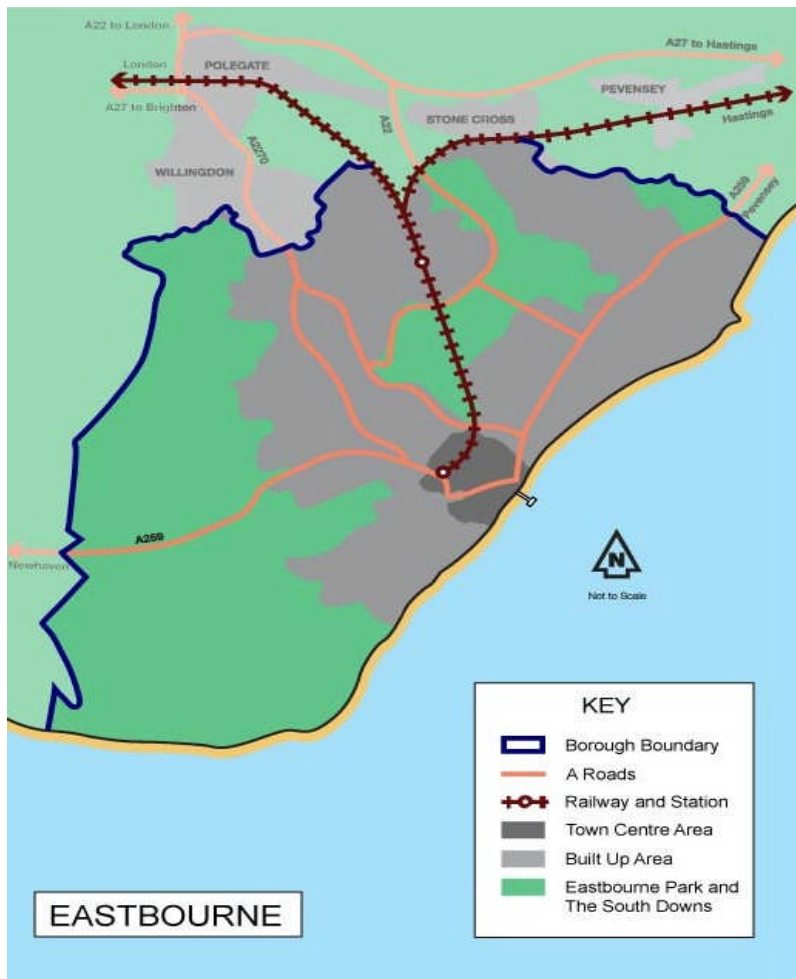 A22 to London
London
POLEGATE
A27 to Hastings
A27 to Brighton
A22
STONE CROSS
PEVENSEY
Hastings
A2270
WILLINGDON
A259
Pevensey
A259
Newhaven
N
Not to Scale
KEY
Borough Boundary
A Roads
Railway and Station
Town Centre Area
Built Up Area
Eastbourne Park and
The South Downs
EASTBOURNE